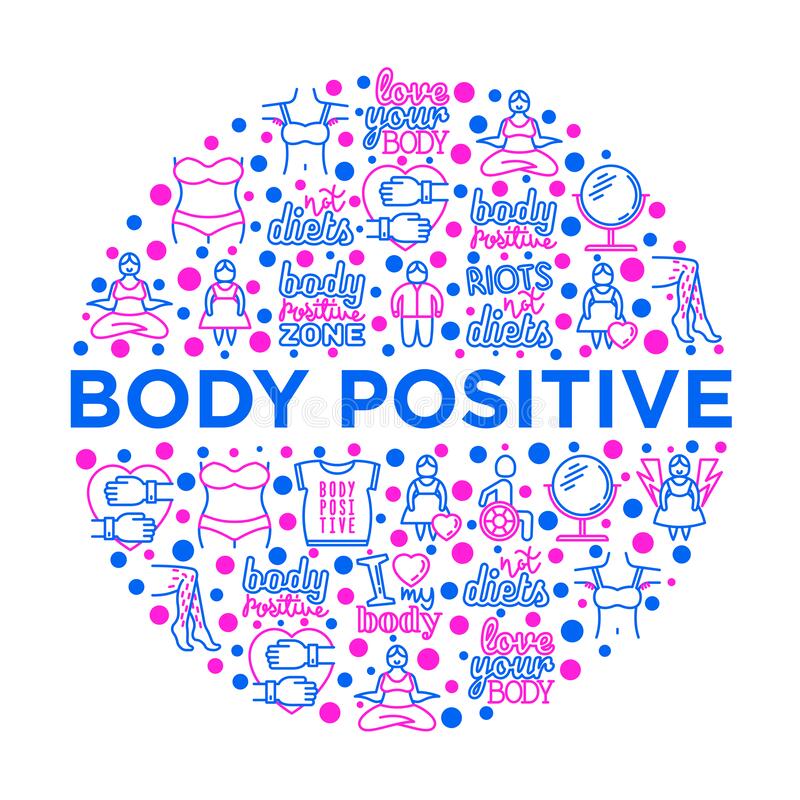 love
your
BODY
not
diets
body
positive
body
positive
ZONE
RIOTS
not
diets
BODY POSITIVE
BODY
POSI
TIVE
body
positive
I my
body
not
diets
love
your
BODY